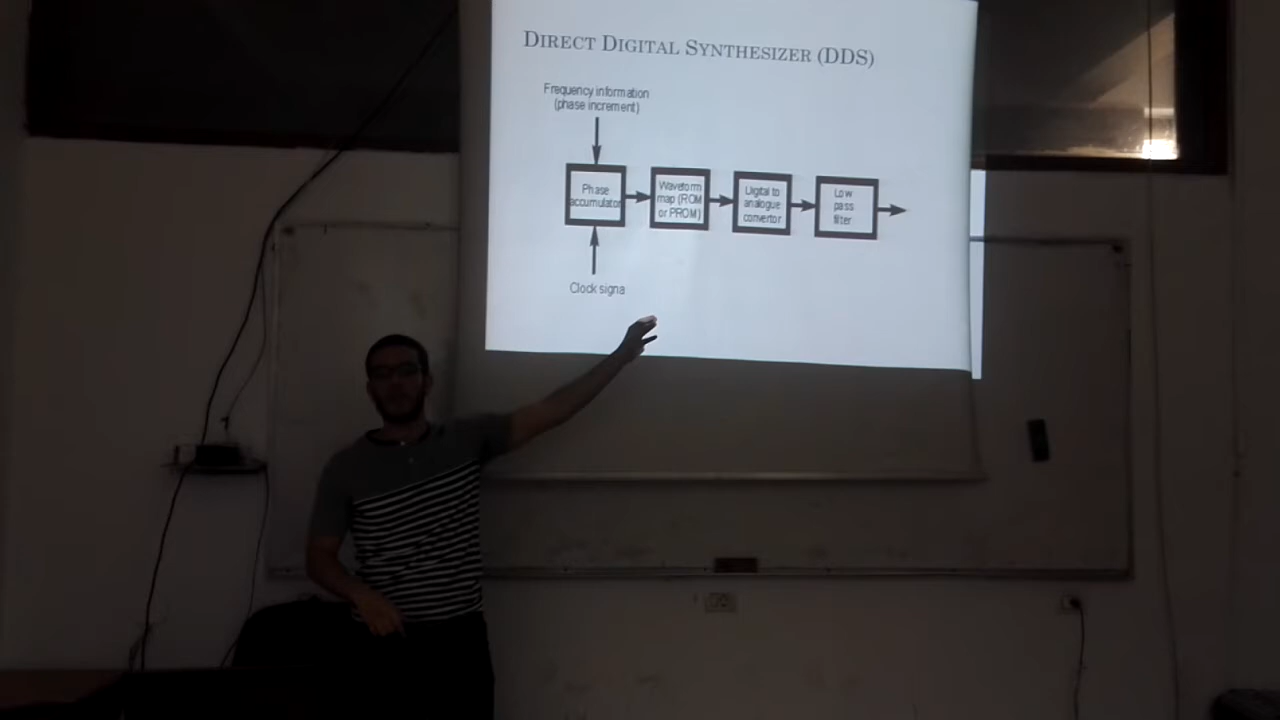 DIRECT DIGITAL SYNTHESIZER (DDS)
Frequency information
(phase increment)
Phase
accumulator
Waveform
map (ROM
or PROM)
Digital to
analogue
convertor
Low
pass
filter
Clock signa